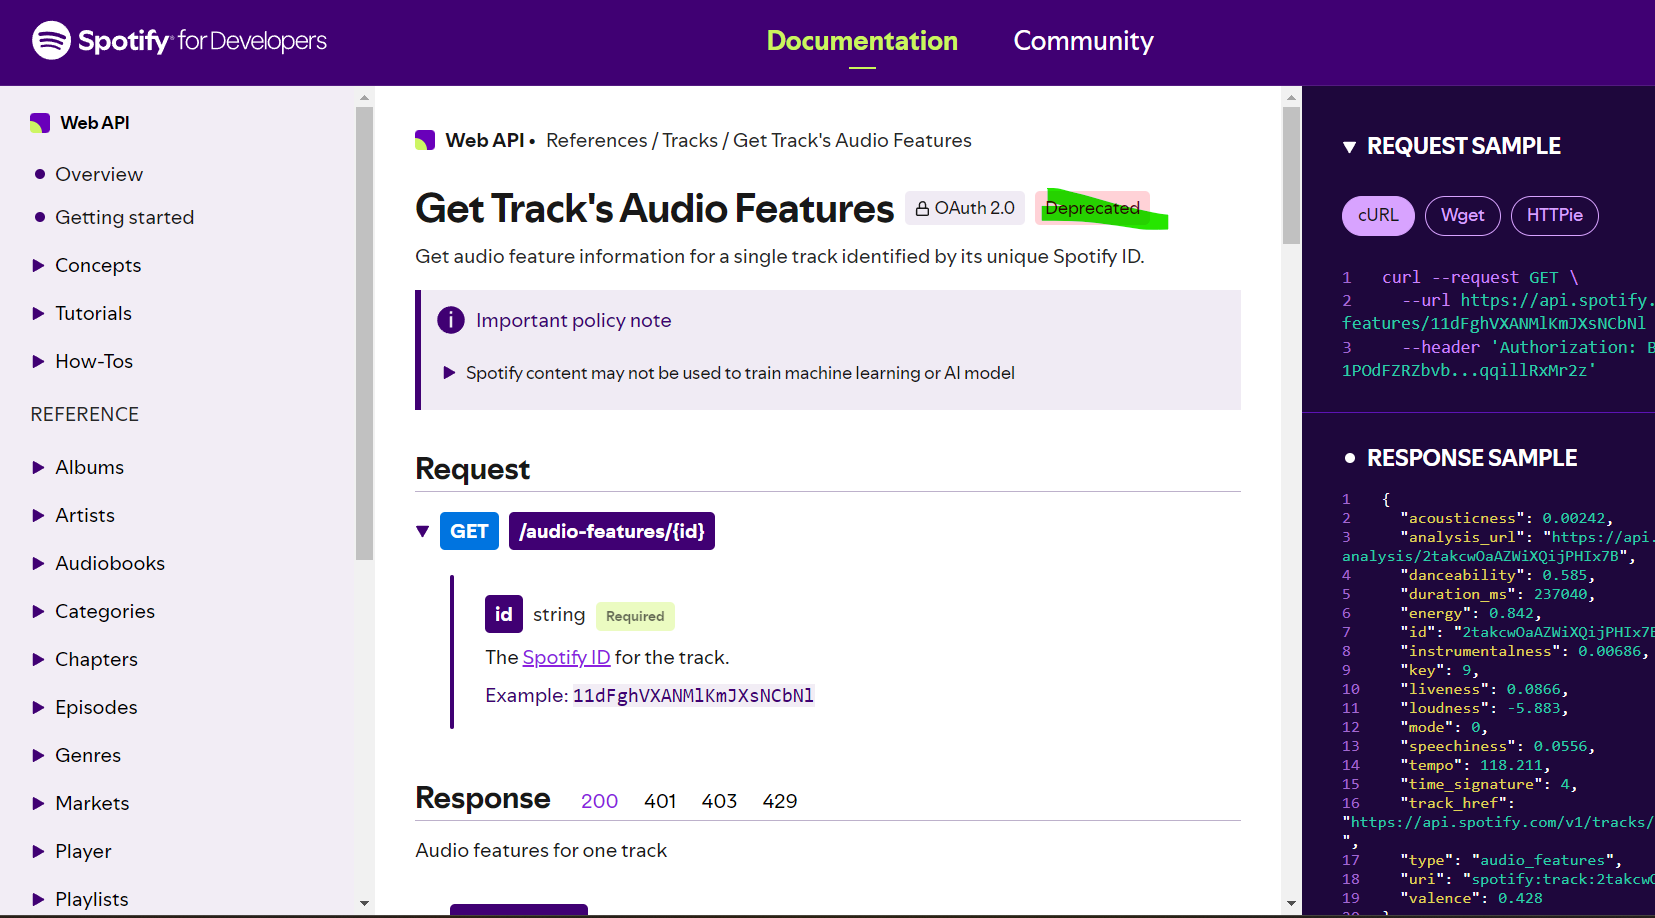 Spotify for Developers
Documentation
Community
Web API
Overview
Getting started
Concepts
Tutorials
How-Tos
REFERENCE
Albums
Artists
Audiobooks
Categories
Chapters
Episodes
Genres
Markets
Player
Playlists
Web API • References / Tracks / Get Track's Audio Features
Get Track's Audio Features OAuth 2.0 Deprecated
Get audio feature information for a single track identified by its unique Spotify ID.
Important policy note
Spotify content may not be used to train machine learning or AI model
Request
GET /audio-features/{id}
id string Required
The Spotify ID for the track.
Example: 11dFghVXANMlKmJXsNCbNl
Response 200 401 403 429
Audio features for one track
REQUEST SAMPLE
cURL Wget HTTPie
1 curl --request GET \
2 --url https://api.spotify.
features/11dFghVXANMlKmJXsNCbNl
3 --header 'Authorization: B
1POdFZRZbvb...qqillRxMr2z'
RESPONSE SAMPLE
1 {
2 "acousticness": 0.00242,
3 "analysis_url": "https://api.
analysis/2takcwOaAZWiXQijPHIx7B",
4 "danceability": 0.585,
5 "duration_ms": 237040,
6 "energy": 0.842,
7 "id": "2takcwOaAZWiXQijPHIx7B
8 "instrumentalness": 0.00686,
9 "key": 9,
10 "liveness": 0.0866,
11 "loudness": -5.883,
12 "mode": 0,
13 "speechiness": 0.0556,
14 "tempo": 118.211,
15 "time_signature": 4,
16 "track_href":
"https://api.spotify.com/v1/tracks/
",
17 "type": "audio_features",
18 "uri": "spotify:track:2takcwO
19 "valence": 0.428
20 }